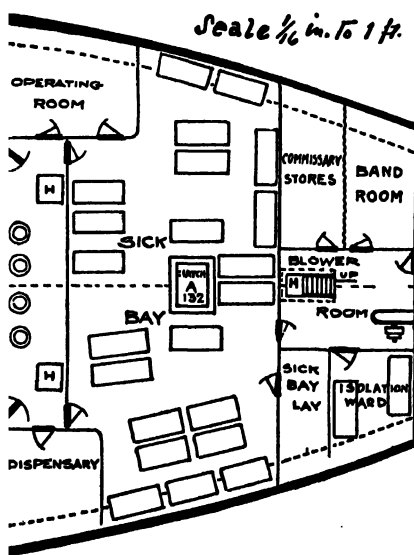 Scale 1/16 in. To 1 ft.
OPERATING
ROOM
COMMISSARY
STORES
BAND
ROOM
H
SICK
HATCH
A
132
BLOWER
H
UP
BAY
ROOM
H
SICK
BAY
LAY
ISOLATION
WARD
DISPENSARY